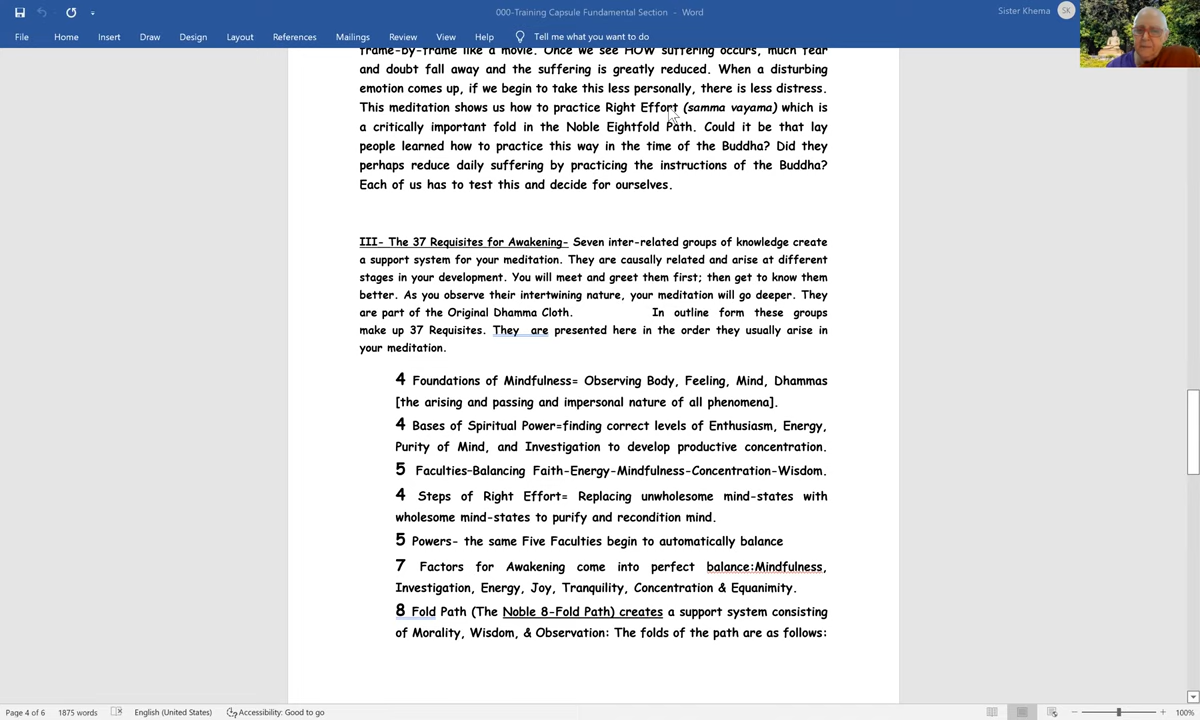 000-Training Capsule Fundamental Section - Word
Sister Khema
SK
File Home Insert Draw Design Layout References Mailings Review View Help Tell me what you want to do
frame-by-frame like a movie. Once we see HOW suffering occurs, much fear
and doubt fall away and the suffering is greatly reduced. When a disturbing
emotion comes up, if we begin to take this less personally, there is less distress.
This meditation shows us how to practice Right Effort (samma vayama) which is
a critically important fold in the Noble Eightfold Path. Could it be that lay
people learned how to practice this way in the time of the Buddha? Did they
perhaps reduce daily suffering by practicing the instructions of the Buddha?
Each of us has to test this and decide for ourselves.
III- The 37 Requisites for Awakening- Seven inter-related groups of knowledge create
a support system for your meditation. They are causally related and arise at different
stages in your development. You will meet and greet them first; then get to know them
better. As you observe their intertwining nature, your meditation will go deeper. They
are part of the Original Dhamma Cloth. In outline form these groups
make up 37 Requisites. They are presented here in the order they usually arise in
your meditation.
4 Foundations of Mindfulness= Observing Body, Feeling, Mind, Dhammas
[the arising and passing and impersonal nature of all phenomena].
4 Bases of Spiritual Power=finding correct levels of Enthusiasm, Energy,
Purity of Mind, and Investigation to develop productive concentration.
5 Faculties-Balancing Faith-Energy-Mindfulness-Concentration-Wisdom.
4 Steps of Right Effort= Replacing unwholesome mind-states with
wholesome mind-states to purify and recondition mind.
5 Powers- the same Five Faculties begin to automatically balance
7 Factors for Awakening come into perfect balance:Mindfulness,
Investigation, Energy, Joy, Tranquility, Concentration & Equanimity.
8 Fold Path (The Noble 8-Fold Path) creates a support system consisting
of Morality, Wisdom, & Observation: The folds of the path are as follows:
Page 4 of 6 1875 words English (United States) Accessibility: Good to go 100%